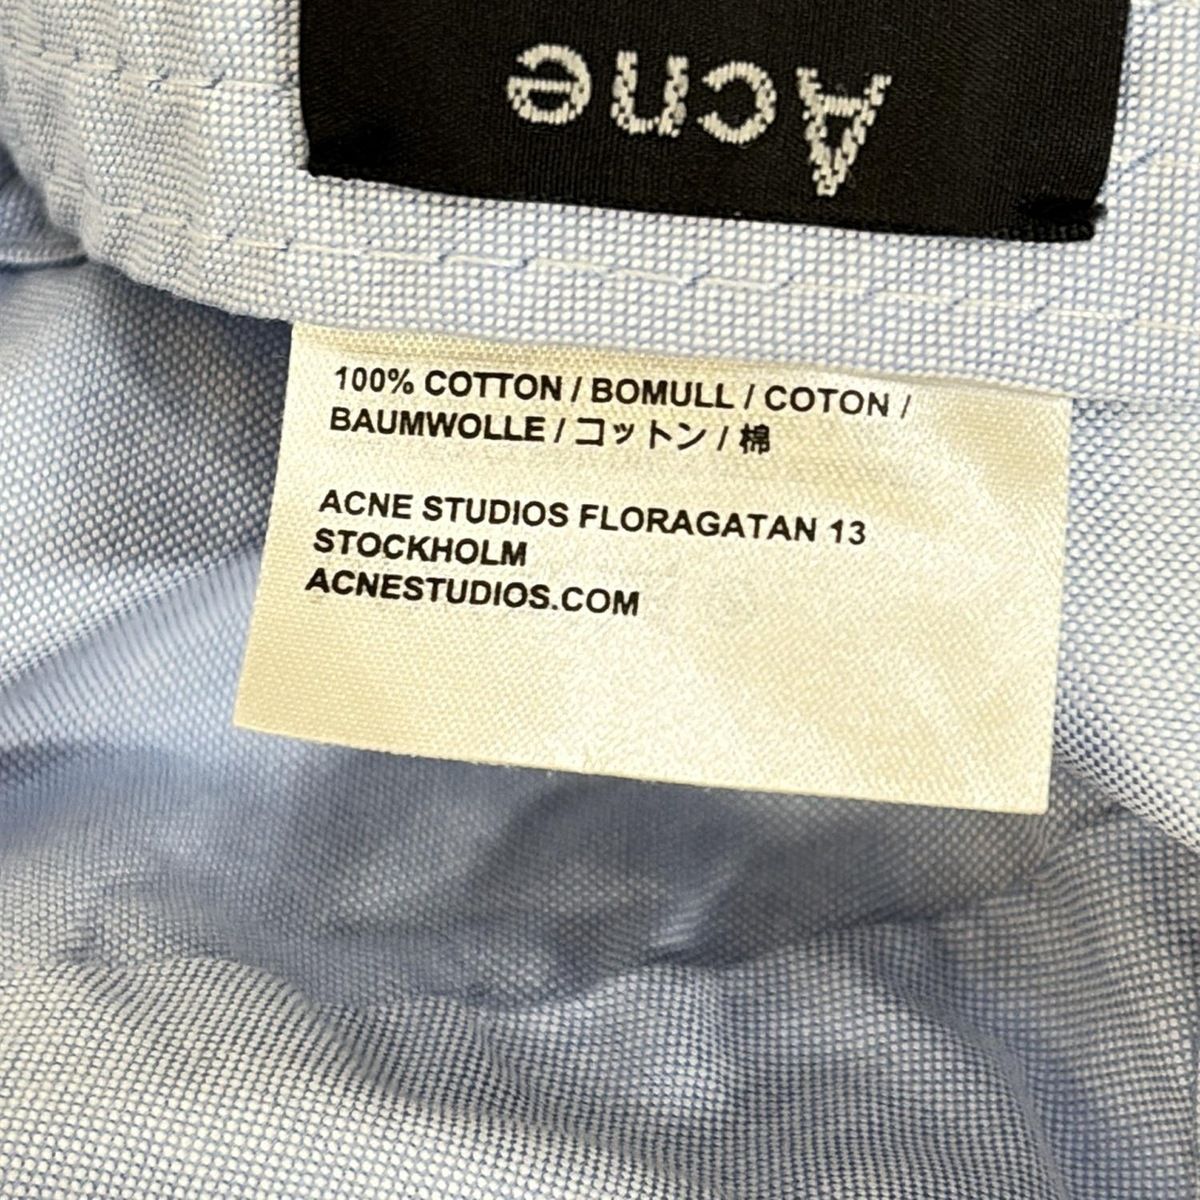 Acne
100% COTTON / BOMULL / COTON /
BAUMWOLLE / コットン / 棉
ACNE STUDIOS FLORAGATAN 13
STOCKHOLM
ACNESTUDIOS.COM